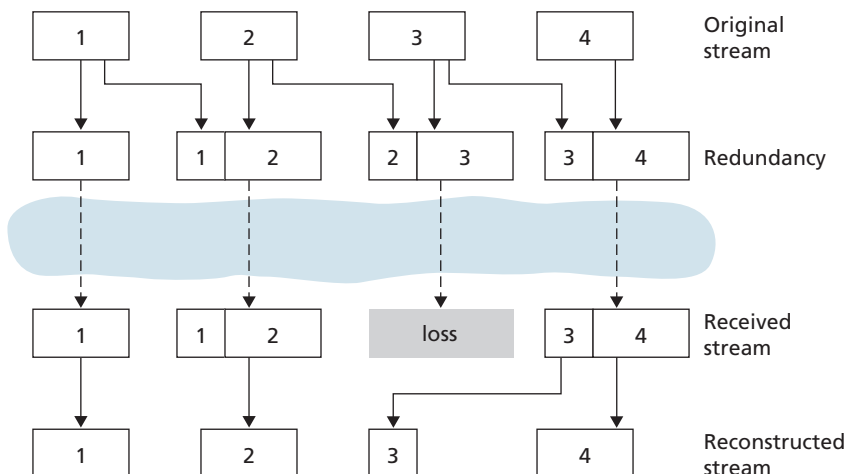 1 2 3 4 Original
stream
1 1 2 2 3 3 4 Redundancy
1 1 2 loss 3 4 Received
stream
1 2 3 4 Reconstructed
stream